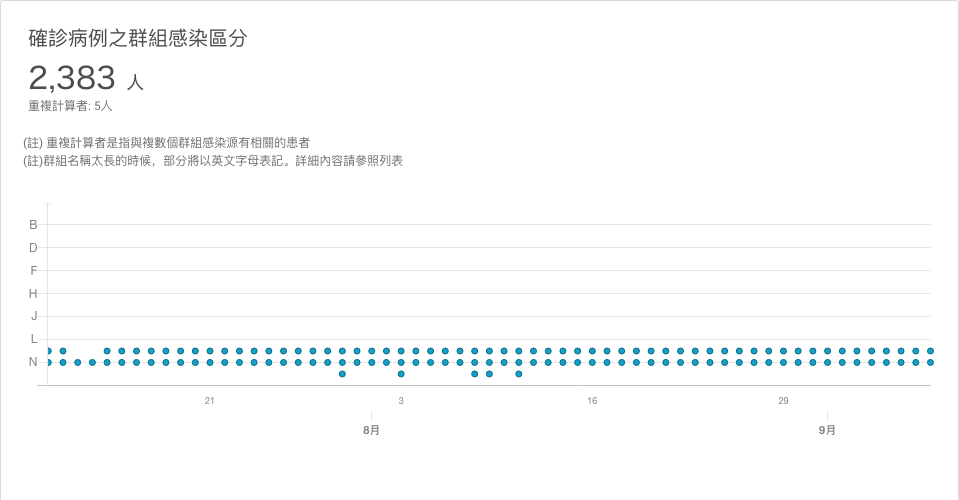 確診病例之群組感染區分
2,383 人
重複計算者: 5人
(註) 重複計算者是指與複數個群組感染源有相關的患者
(註)群組名稱太長的時候，部分將以英文字母表記。詳細內容請參照列表
B
D
F
H
J
L
N
21 3 16 29
8月 9月